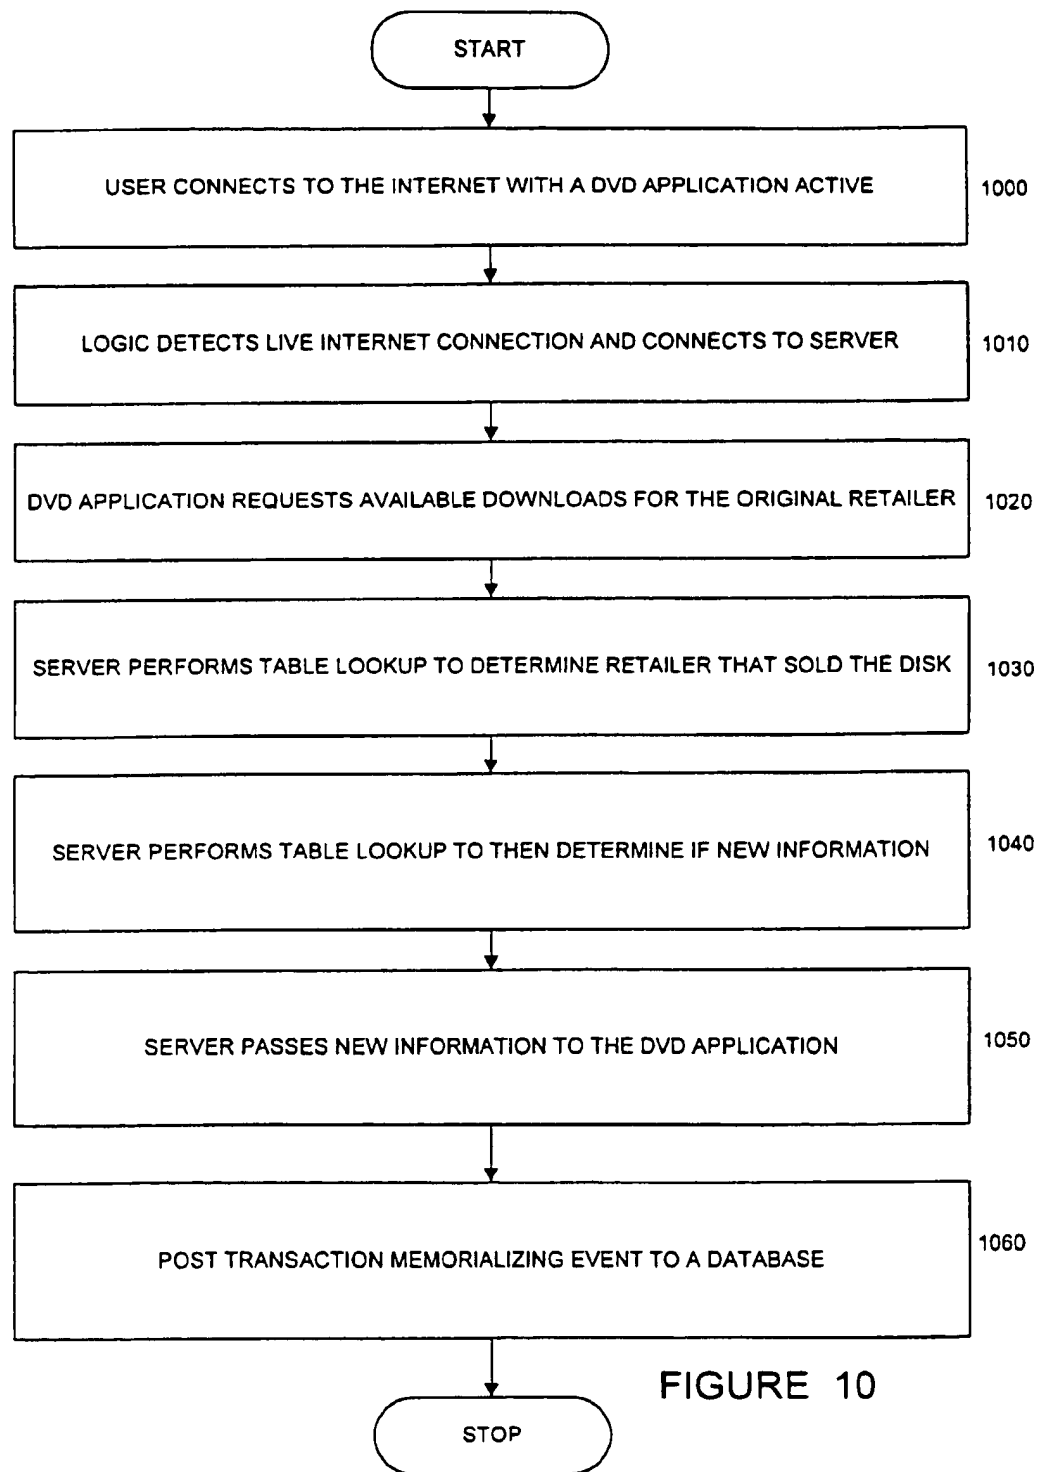 START
USER CONNECTS TO THE INTERNET WITH A DVD APPLICATION ACTIVE
1000
LOGIC DETECTS LIVE INTERNET CONNECTION AND CONNECTS TO SERVER
1010
DVD APPLICATION REQUESTS AVAILABLE DOWNLOADS FOR THE ORIGINAL RETAILER
1020
SERVER PERFORMS TABLE LOOKUP TO DETERMINE RETAILER THAT SOLD THE DISK
1030
SERVER PERFORMS TABLE LOOKUP TO THEN DETERMINE IF NEW INFORMATION
1040
SERVER PASSES NEW INFORMATION TO THE DVD APPLICATION
1050
POST TRANSACTION MEMORIALIZING EVENT TO A DATABASE
1060
FIGURE 10
STOP